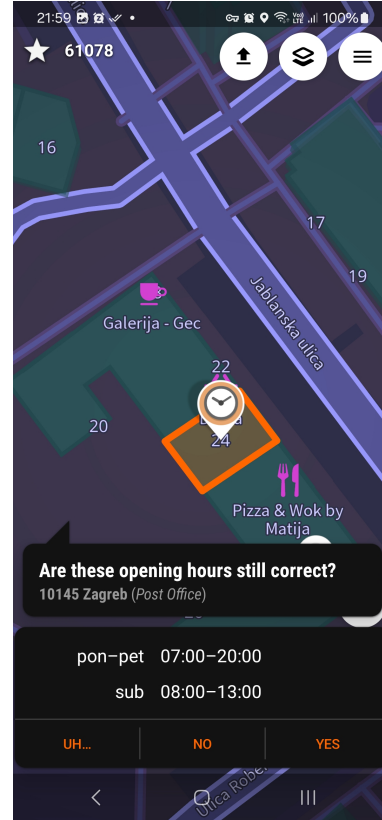 21:59 100%
61078
16
17
19
Jablanska ulica
Galerija - Gec
22
24
20
Pizza & Wok by
Matija
Are these opening hours still correct?
10145 Zagreb (Post Office)
pon–pet 07:00–20:00
sub 08:00–13:00
UH… NO YES
Ulica Rober